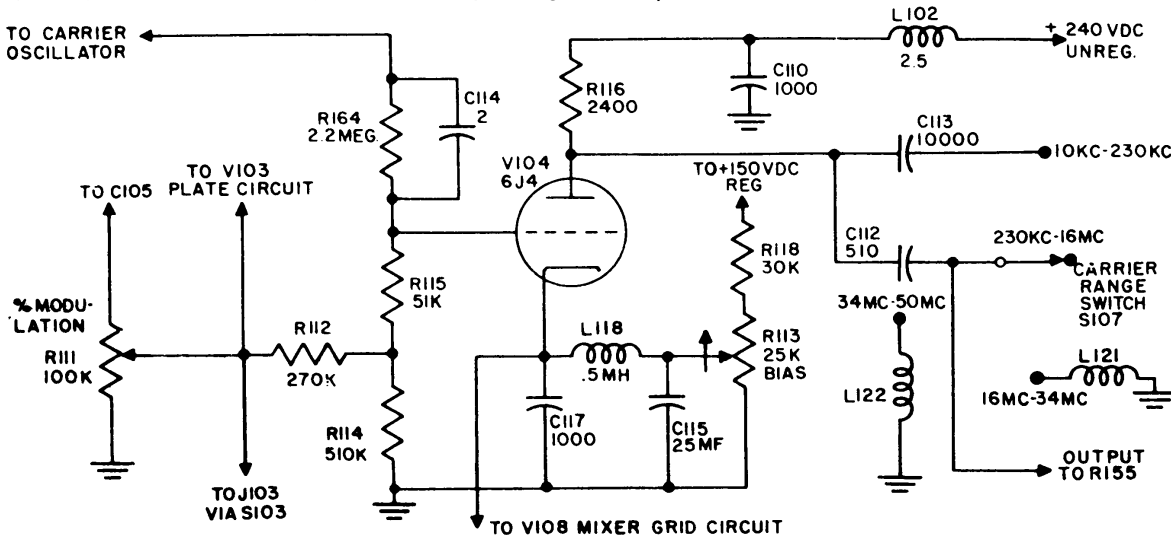 TO CARRIER
OSCILLATOR
L102
2.5
+ 240 VDC
UNREG.
C110
1000
R116
2400
C114
2
R164
2.2MEG.
C113
10000
10KC-230KC
V104
6J4
TO+150VDC
REG
TO V103
PLATE CIRCUIT
TO C105
R118
30K
C112
510
230KC-16MC
CARRIER
RANGE
SWITCH
S107
R115
51K
34MC-50MC
% MODU-
LATION
R111
100K
R112
270K
L118
.5MH
R113
25K
BIAS
L121
16MC-34MC
L122
C117
1000
C115
25MF
R114
510K
OUTPUT
TO R155
TO J103
VIA S103
TO V108 MIXER GRID CIRCUIT